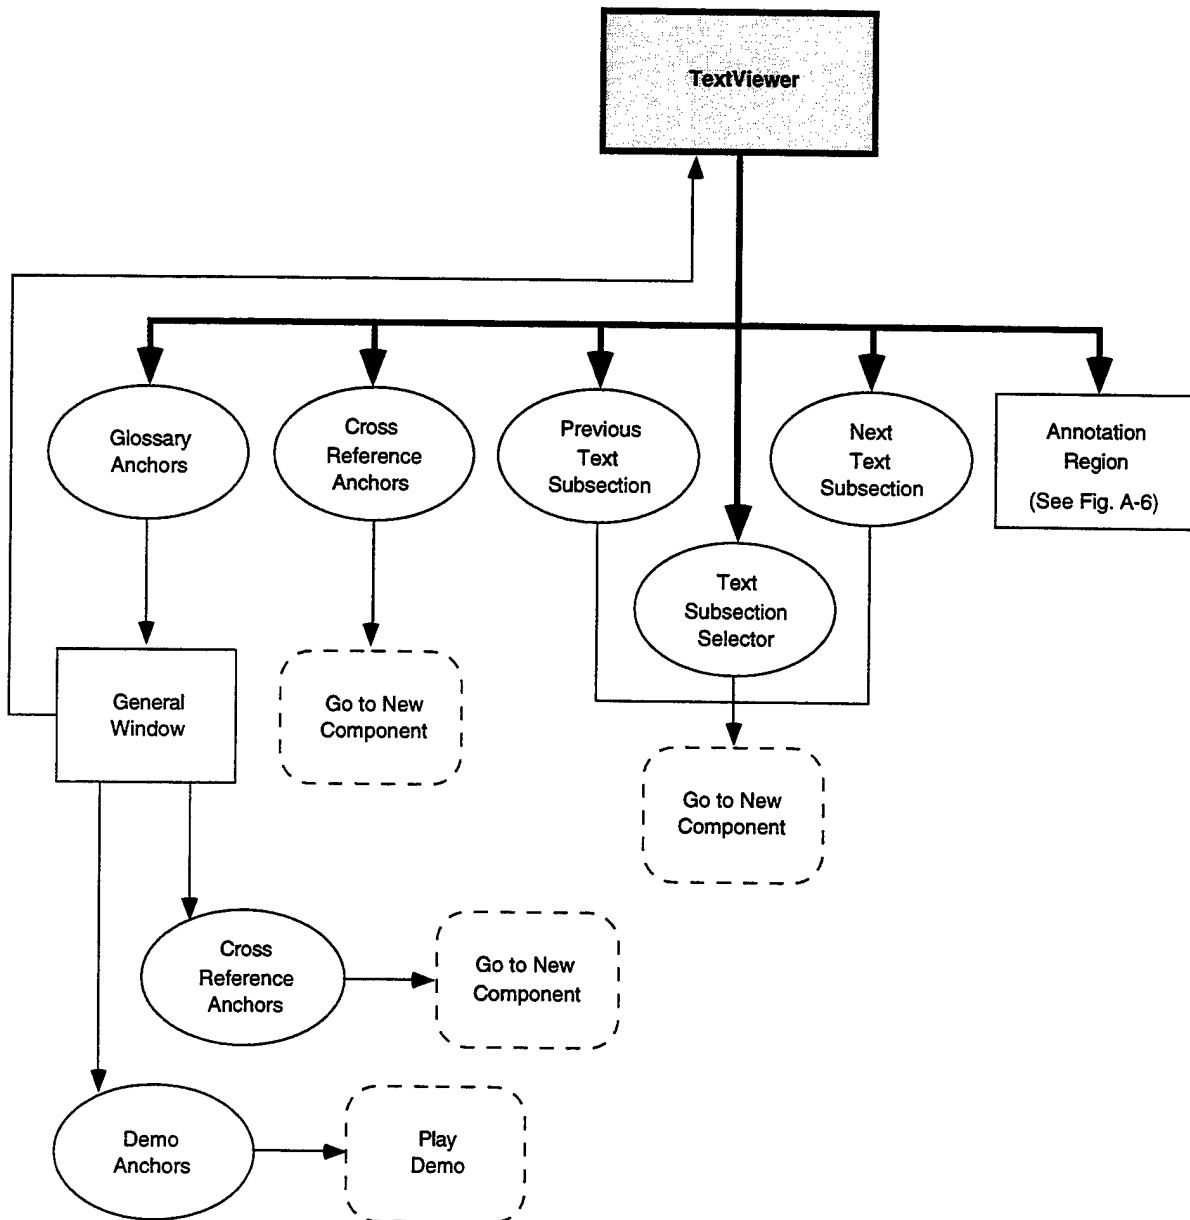 TextViewer
Glossary
Anchors
Cross
Reference
Anchors
Previous
Text
Subsection
Next
Text
Subsection
Annotation
Region
(See Fig. A-6)
Text
Subsection
Selector
General
Window
Go to New
Component
Go to New
Component
Cross
Reference
Anchors
Go to New
Component
Demo
Anchors
Play
Demo